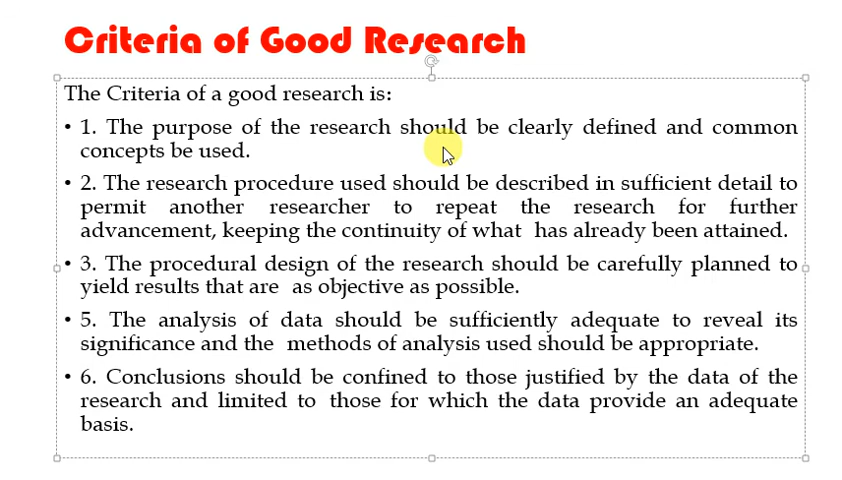 Criteria of Good Research
The Criteria of a good research is:
• 1. The purpose of the research should be clearly defined and common
concepts be used.
• 2. The research procedure used should be described in sufficient detail to
permit another researcher to repeat the research for further
advancement, keeping the continuity of what has already been attained.
• 3. The procedural design of the research should be carefully planned to
yield results that are as objective as possible.
• 5. The analysis of data should be sufficiently adequate to reveal its
significance and the methods of analysis used should be appropriate.
• 6. Conclusions should be confined to those justified by the data of the
research and limited to those for which the data provide an adequate
basis.